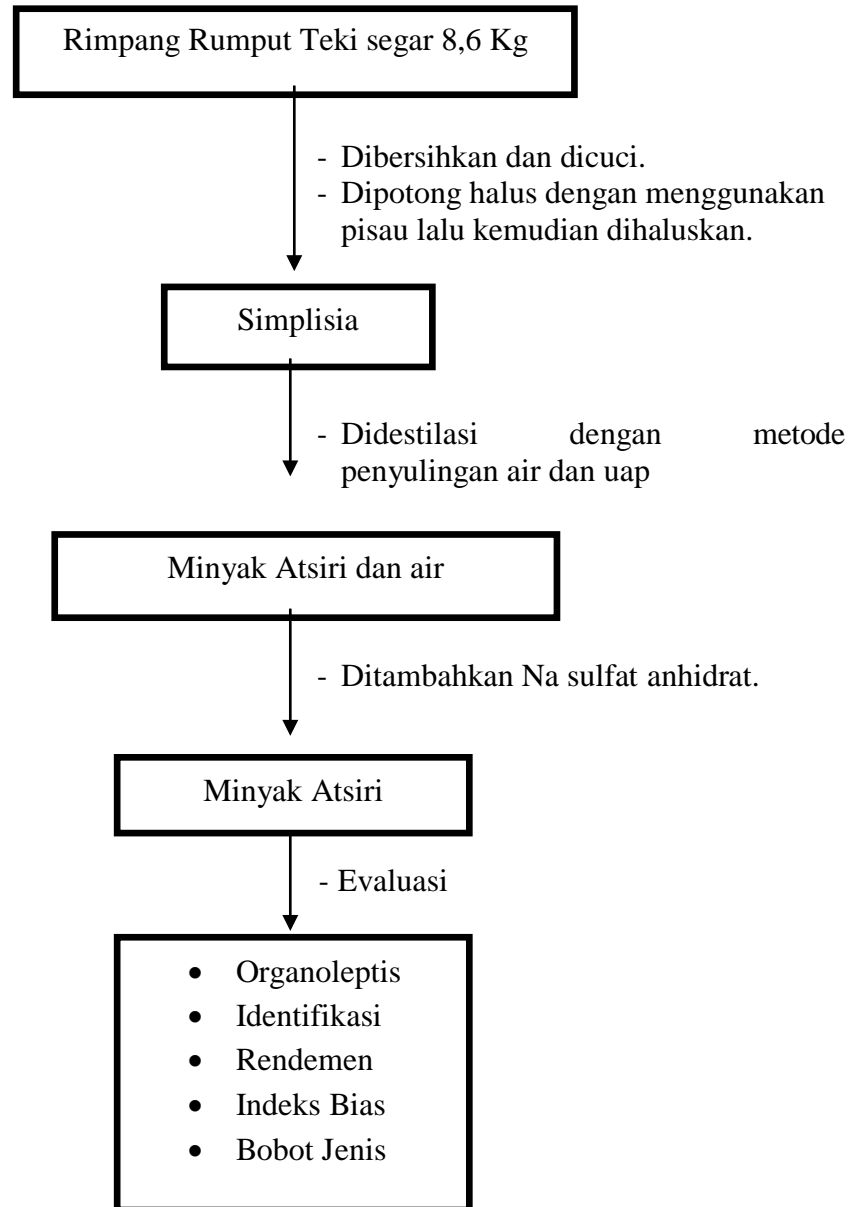 Rimpang Rumput Teki segar 8,6 Kg
- Dibersihkan dan dicuci.
- Dipotong halus dengan menggunakan
pisau lalu kemudian dihaluskan.
Simplisia
- Didestilasi dengan metode
penyulingan air dan uap
Minyak Atsiri dan air
- Ditambahkan Na sulfat anhidrat.
Minyak Atsiri
- Evaluasi
• Organoleptis
• Identifikasi
• Rendemen
• Indeks Bias
• Bobot Jenis